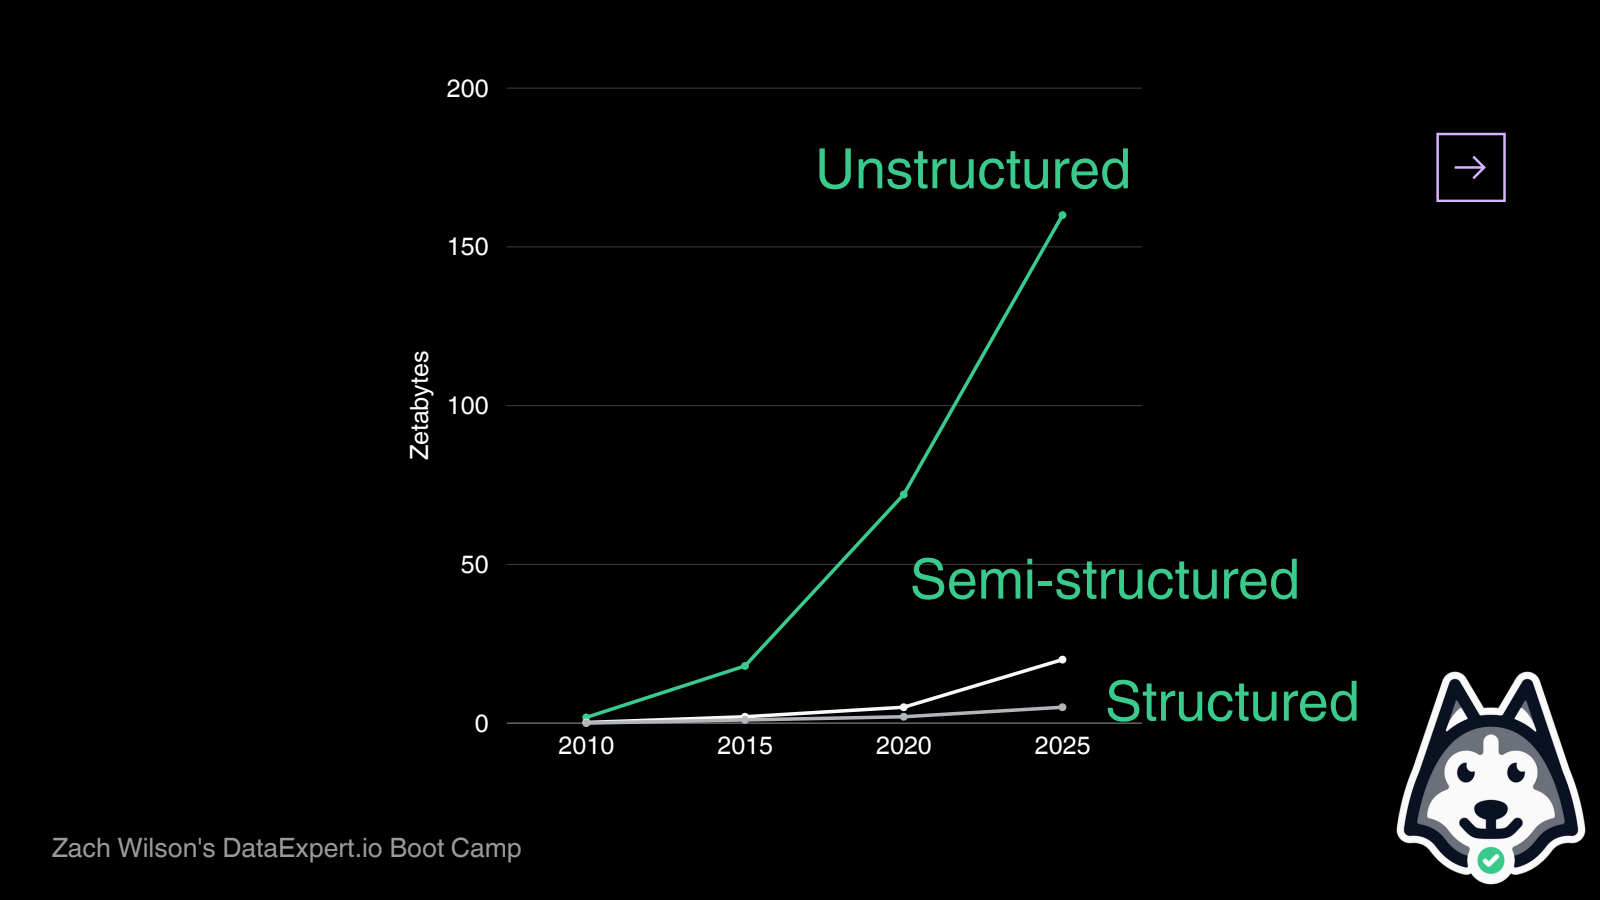 200
Unstructured
150
Zetabytes
100
50
Semi-structured
Structured
0
2010 2015 2020 2025
Zach Wilson's DataExpert.io Boot Camp